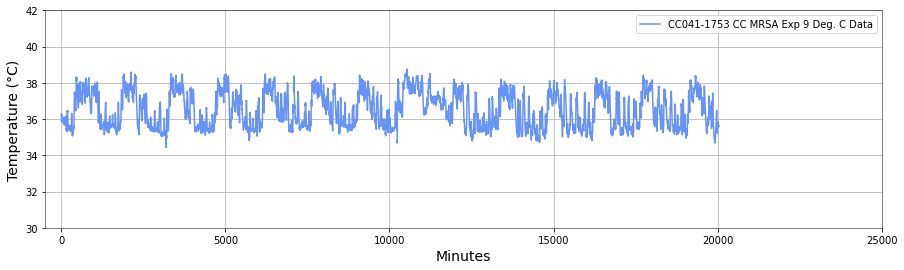 CC041-1753 CC MRSA Exp 9 Deg. C Data
Temperature (°C)
42
40
38
36
34
32
30
0 5000 10000 15000 20000 25000
Minutes